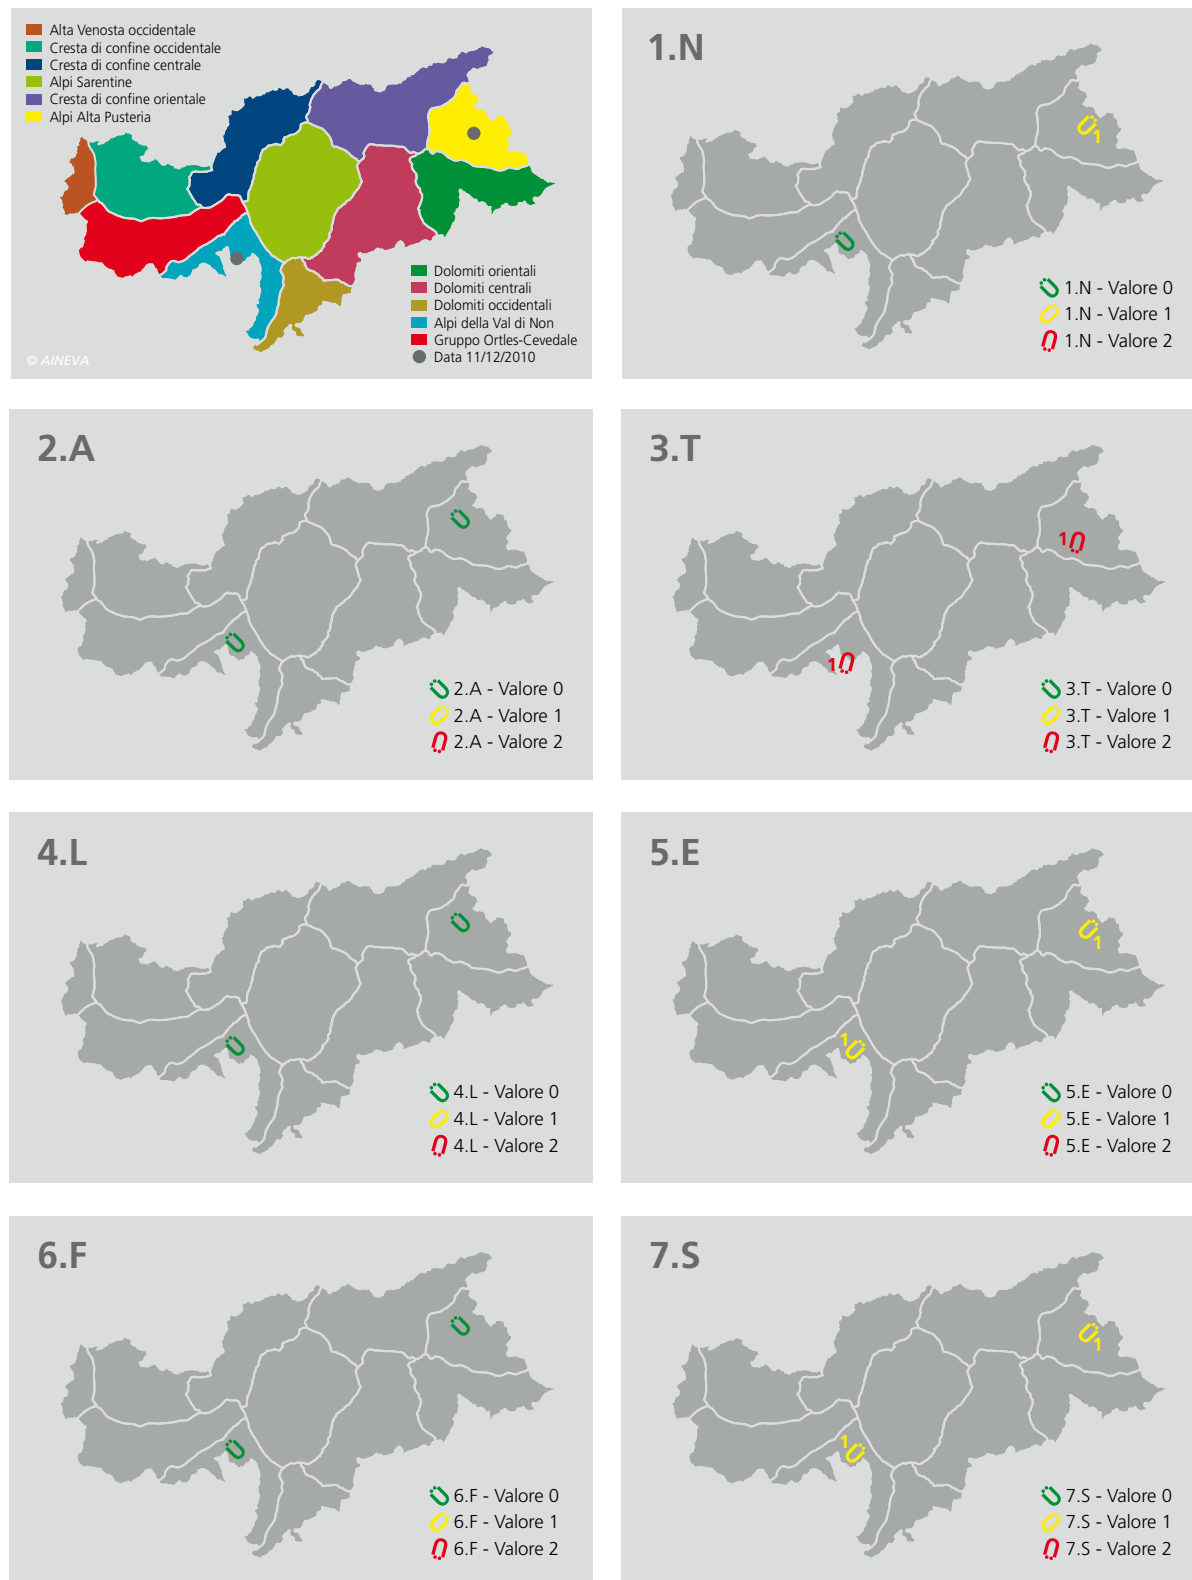 Alta Venosta occidentale
Cresta di confine occidentale
Cresta di confine centrale
Alpi Sarentine
Cresta di confine orientale
Alpi Alta Pusteria
Dolomiti orientali
Dolomiti centrali
Dolomiti occidentali
Alpi della Val di Non
Gruppo Ortles-Cevedale
Data 11/12/2010
© AINEVA
1.N
1
1.N - Valore 0
1.N - Valore 1
1.N - Valore 2
2.A
2.A - Valore 0
2.A - Valore 1
2.A - Valore 2
3.T
1
1
3.T - Valore 0
3.T - Valore 1
3.T - Valore 2
4.L
4.L - Valore 0
4.L - Valore 1
4.L - Valore 2
5.E
1
1
5.E - Valore 0
5.E - Valore 1
5.E - Valore 2
6.F
6.F - Valore 0
6.F - Valore 1
6.F - Valore 2
7.S
1
1
7.S - Valore 0
7.S - Valore 1
7.S - Valore 2